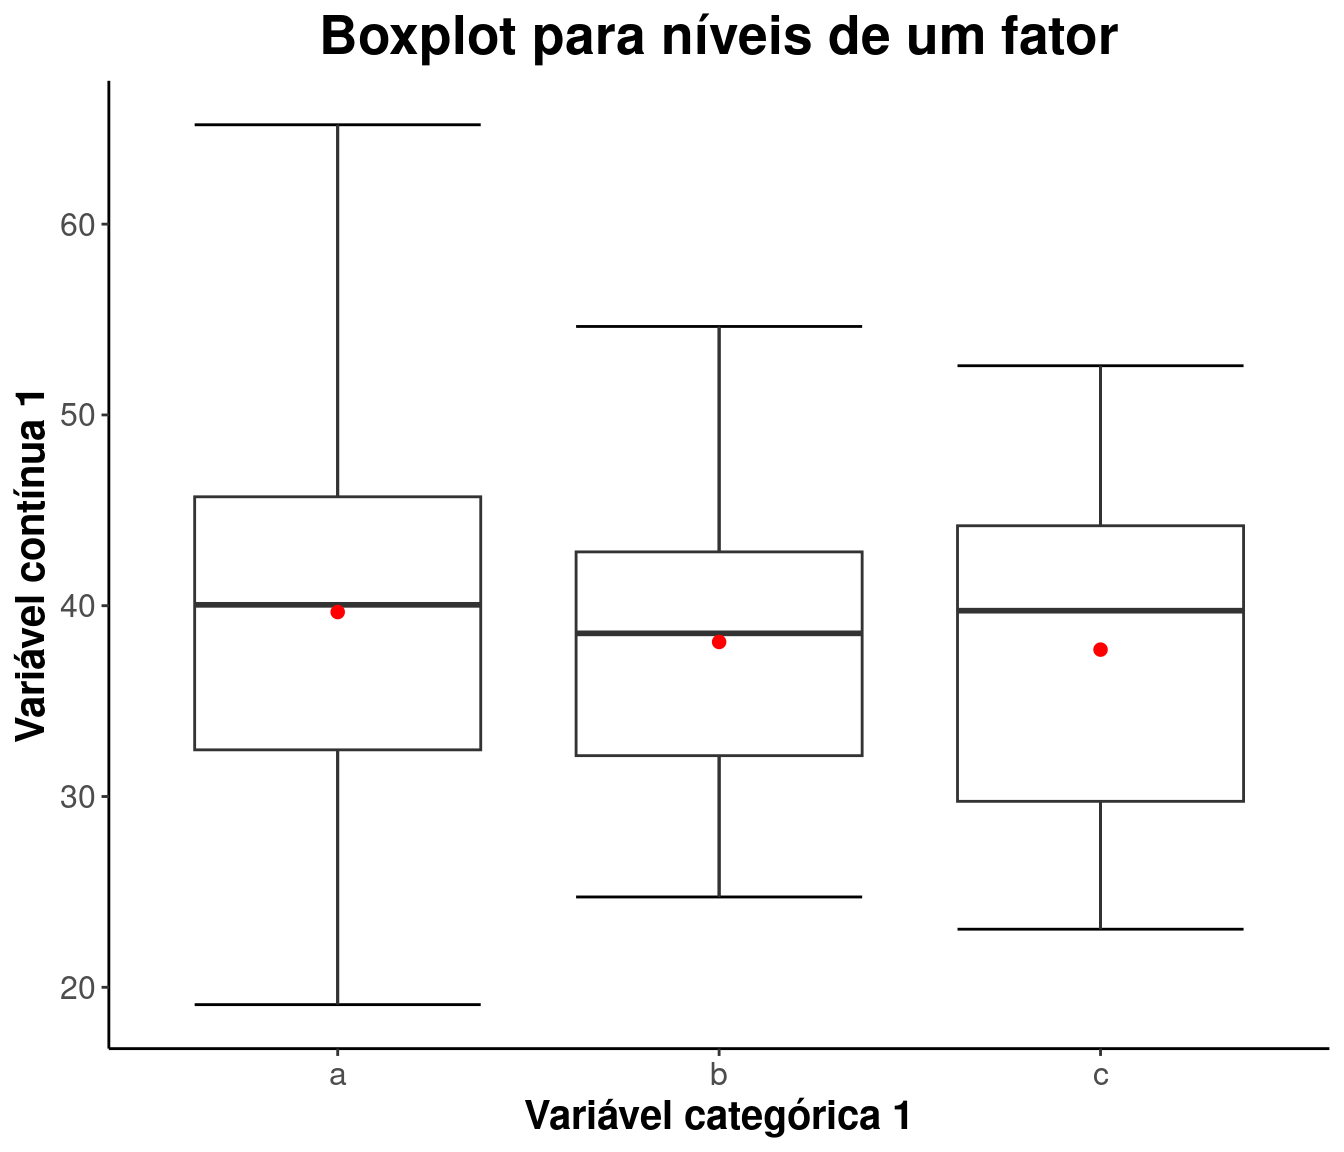 Boxplot para níveis de um fator
Variável contínua 1
60
50
40
30
20
a b c
Variável categórica 1